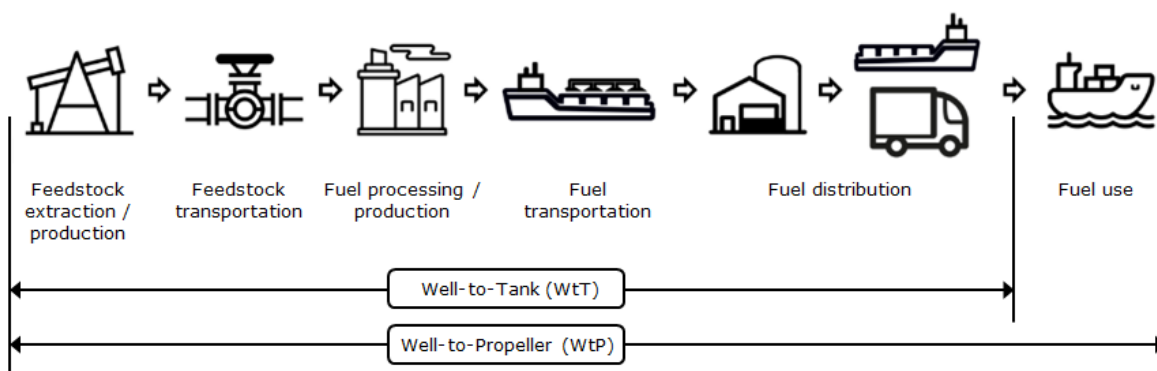 Feedstock
extraction /
production
Feedstock
transportation
Fuel processing /
production
Fuel
transportation
Fuel distribution
Fuel use
Well-to-Tank (WtT)
Well-to-Propeller (WtP)